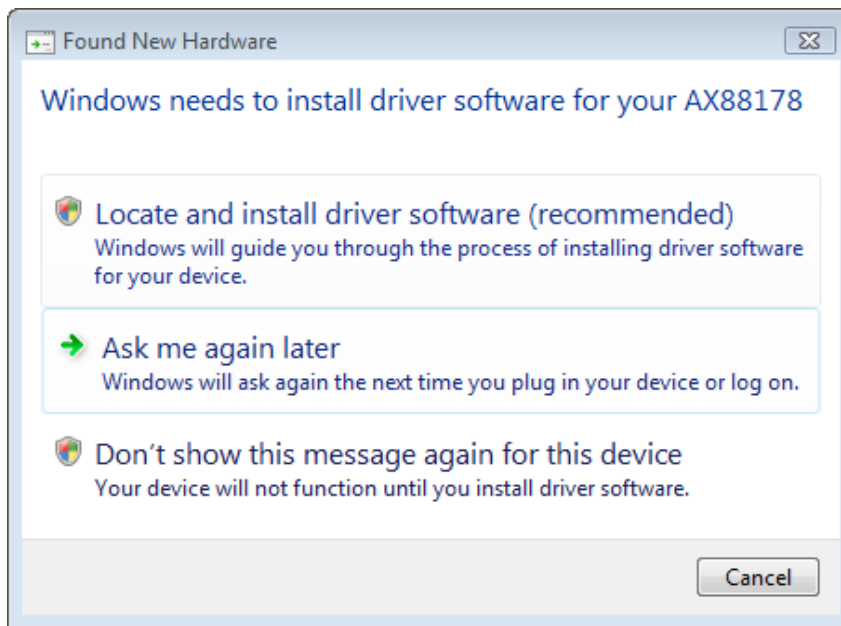 Found New Hardware
Windows needs to install driver software for your AX88178
Locate and install driver software (recommended)
Windows will guide you through the process of installing driver software
for your device.
Ask me again later
Windows will ask again the next time you plug in your device or log on.
Don't show this message again for this device
Your device will not function until you install driver software.
Cancel